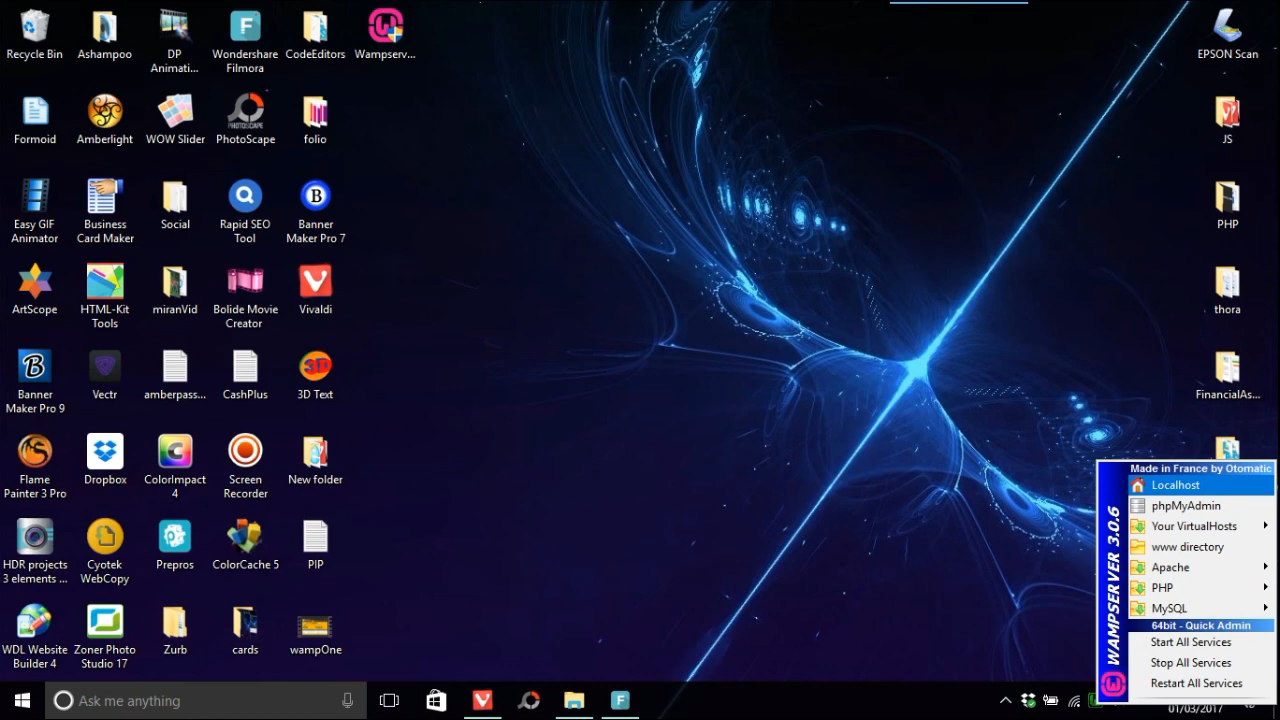 Recycle Bin
Ashampoo
DP
Animati...
Wondershare
Filmora
CodeEditors
Wampserv...
EPSON Scan
Formoid
Amberlight
WOW Slider
PHOTOSCAPE
PhotoScape
folio
JS
Easy GIF
Animator
Business
Card Maker
Social
Rapid SEO
Tool
B
Banner
Maker Pro 7
PHP
ArtScope
HTML-Kit
Tools
miranVid
Bolide Movie
Creator
Vivaldi
thora
B
Banner
Maker Pro 9
Vectr
amberpass...
CashPlus
3D
3D Text
FinancialAs...
Flame
Painter 3 Pro
Dropbox
ColorImpact
4
Screen
Recorder
New folder
HDR projects
3 elements ...
Cyotek
WebCopy
Prepros
ColorCache 5
PIP
WDL Website
Builder 4
Zoner Photo
Studio 17
Zurb
cards
wampOne
WAMPSERVER 3.0.6
Made in France by Otomatic
Localhost
phpMyAdmin
Your VirtualHosts
www directory
Apache
PHP
MySQL
64bit - Quick Admin
Start All Services
Stop All Services
Restart All Services
Ask me anything
01/03/2017